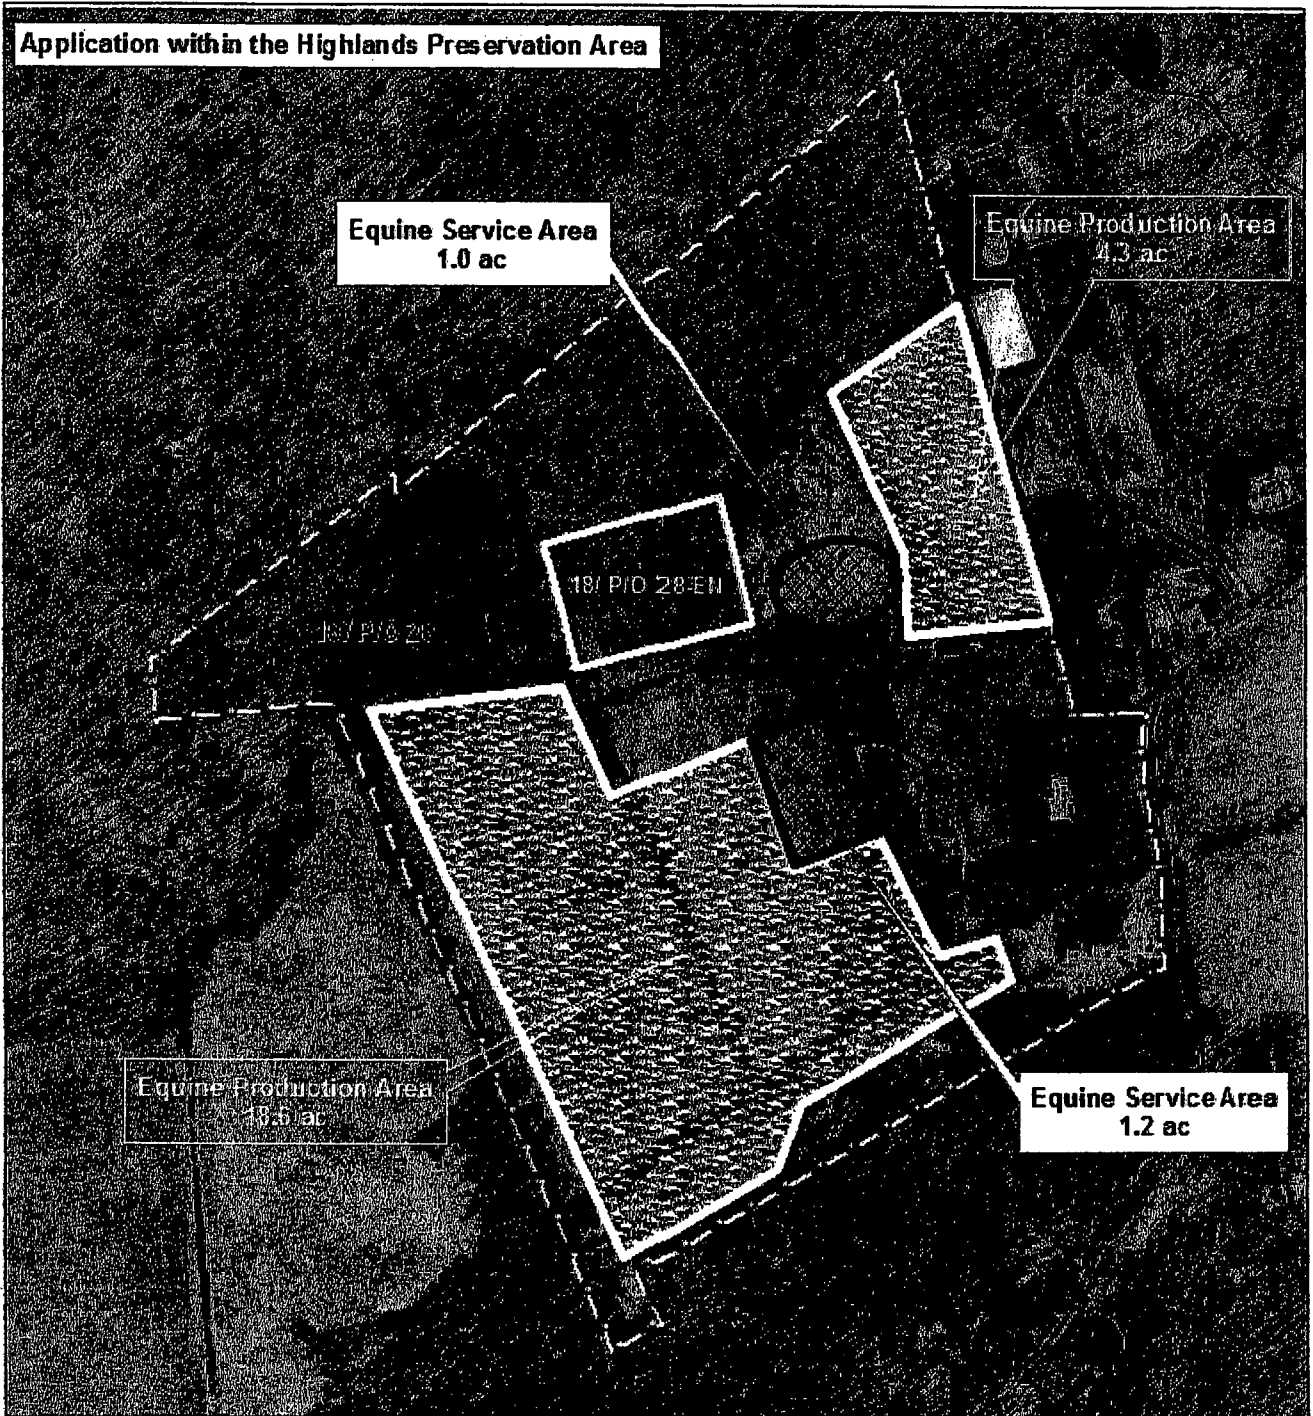 Application within the Highlands Preservation Area
Equine Service Area
1.0 ac
Equine Production Area
4.3 ac
18/ P/O 28-EN
18/ P/O
Equine Production Area
18.6 ac
Equine Service Area
1.2 ac